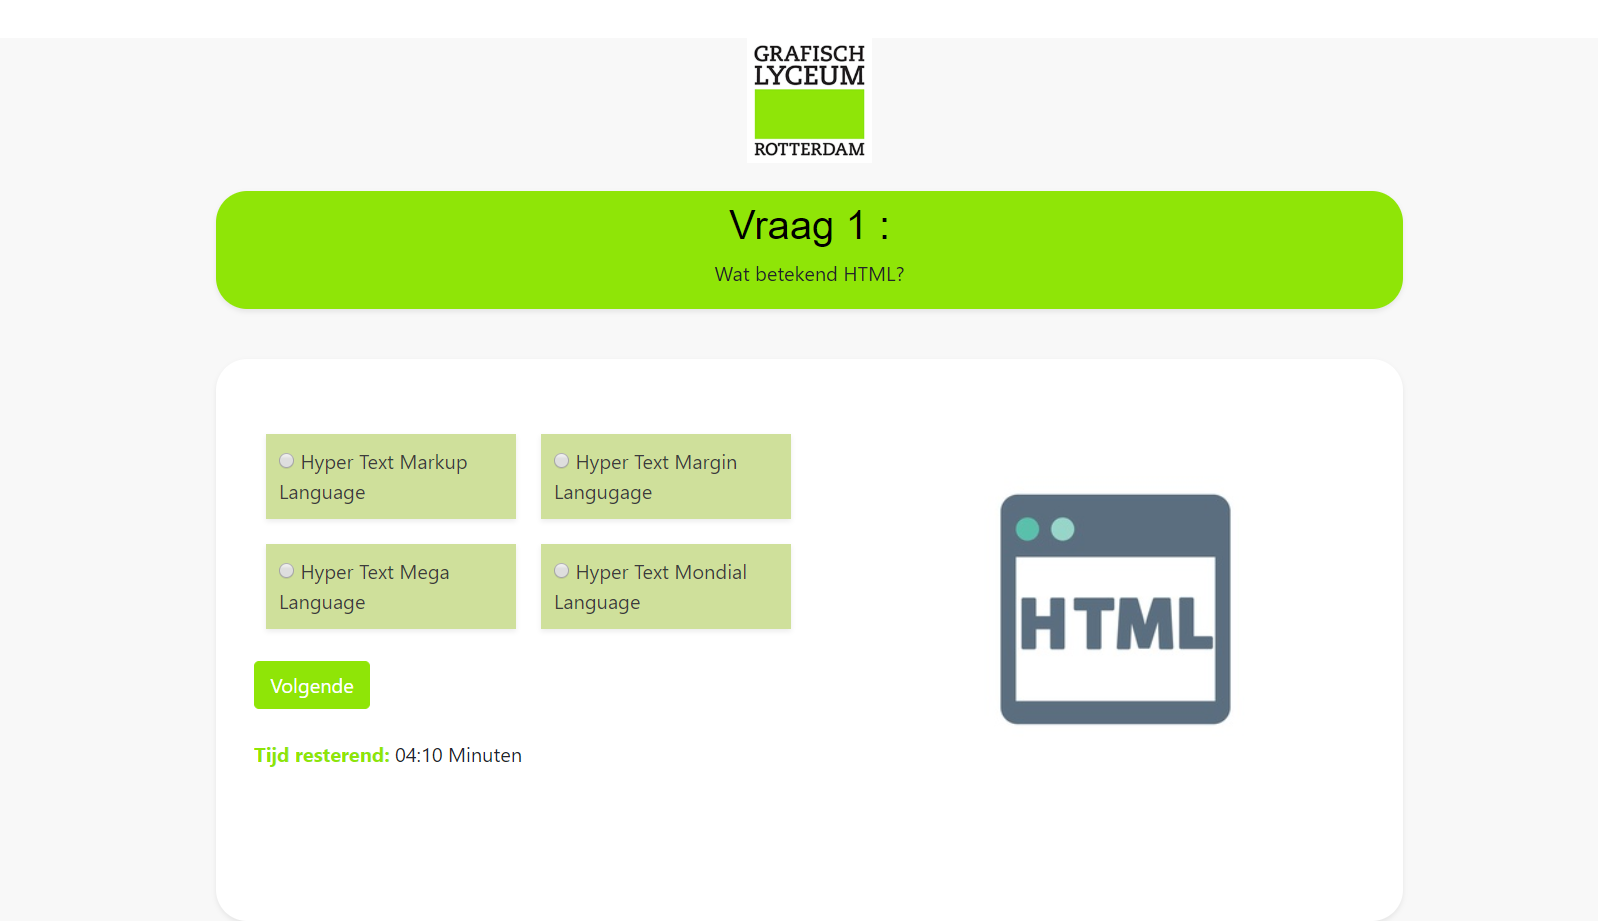 GRAFISCH
LYCEUM
ROTTERDAM
Vraag 1 :
Wat betekend HTML?
Hyper Text Markup
Language
Hyper Text Margin
Langugage
Hyper Text Mega
Language
Hyper Text Mondial
Language
HTML
Volgende
Tijd resterend: 04:10 Minuten